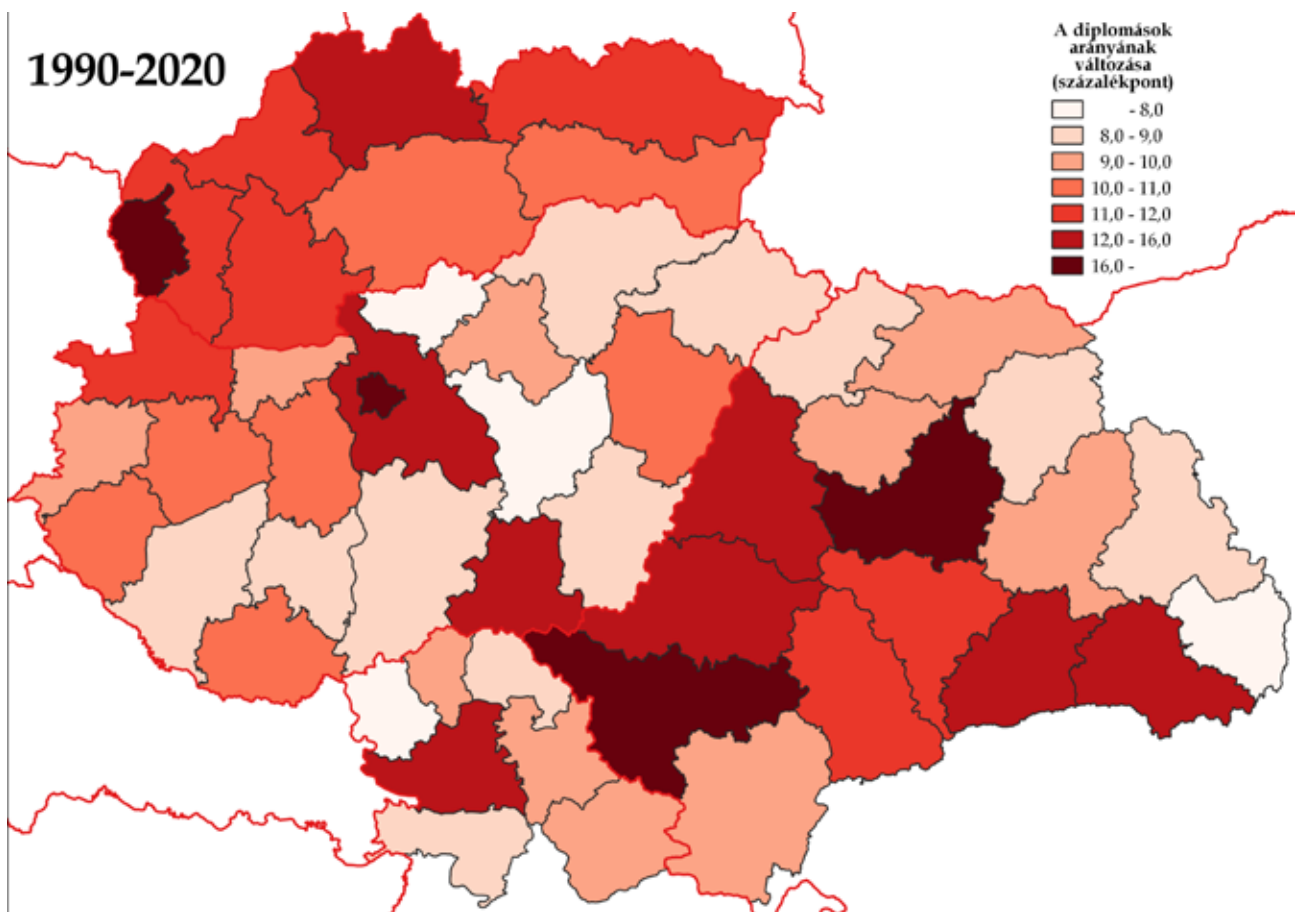 1990-2020
A diplomások
arányának
változása
(százalékpont)
- 8,0
8,0 - 9,0
9,0 - 10,0
10,0 - 11,0
11,0 - 12,0
12,0 - 16,0
16,0 -